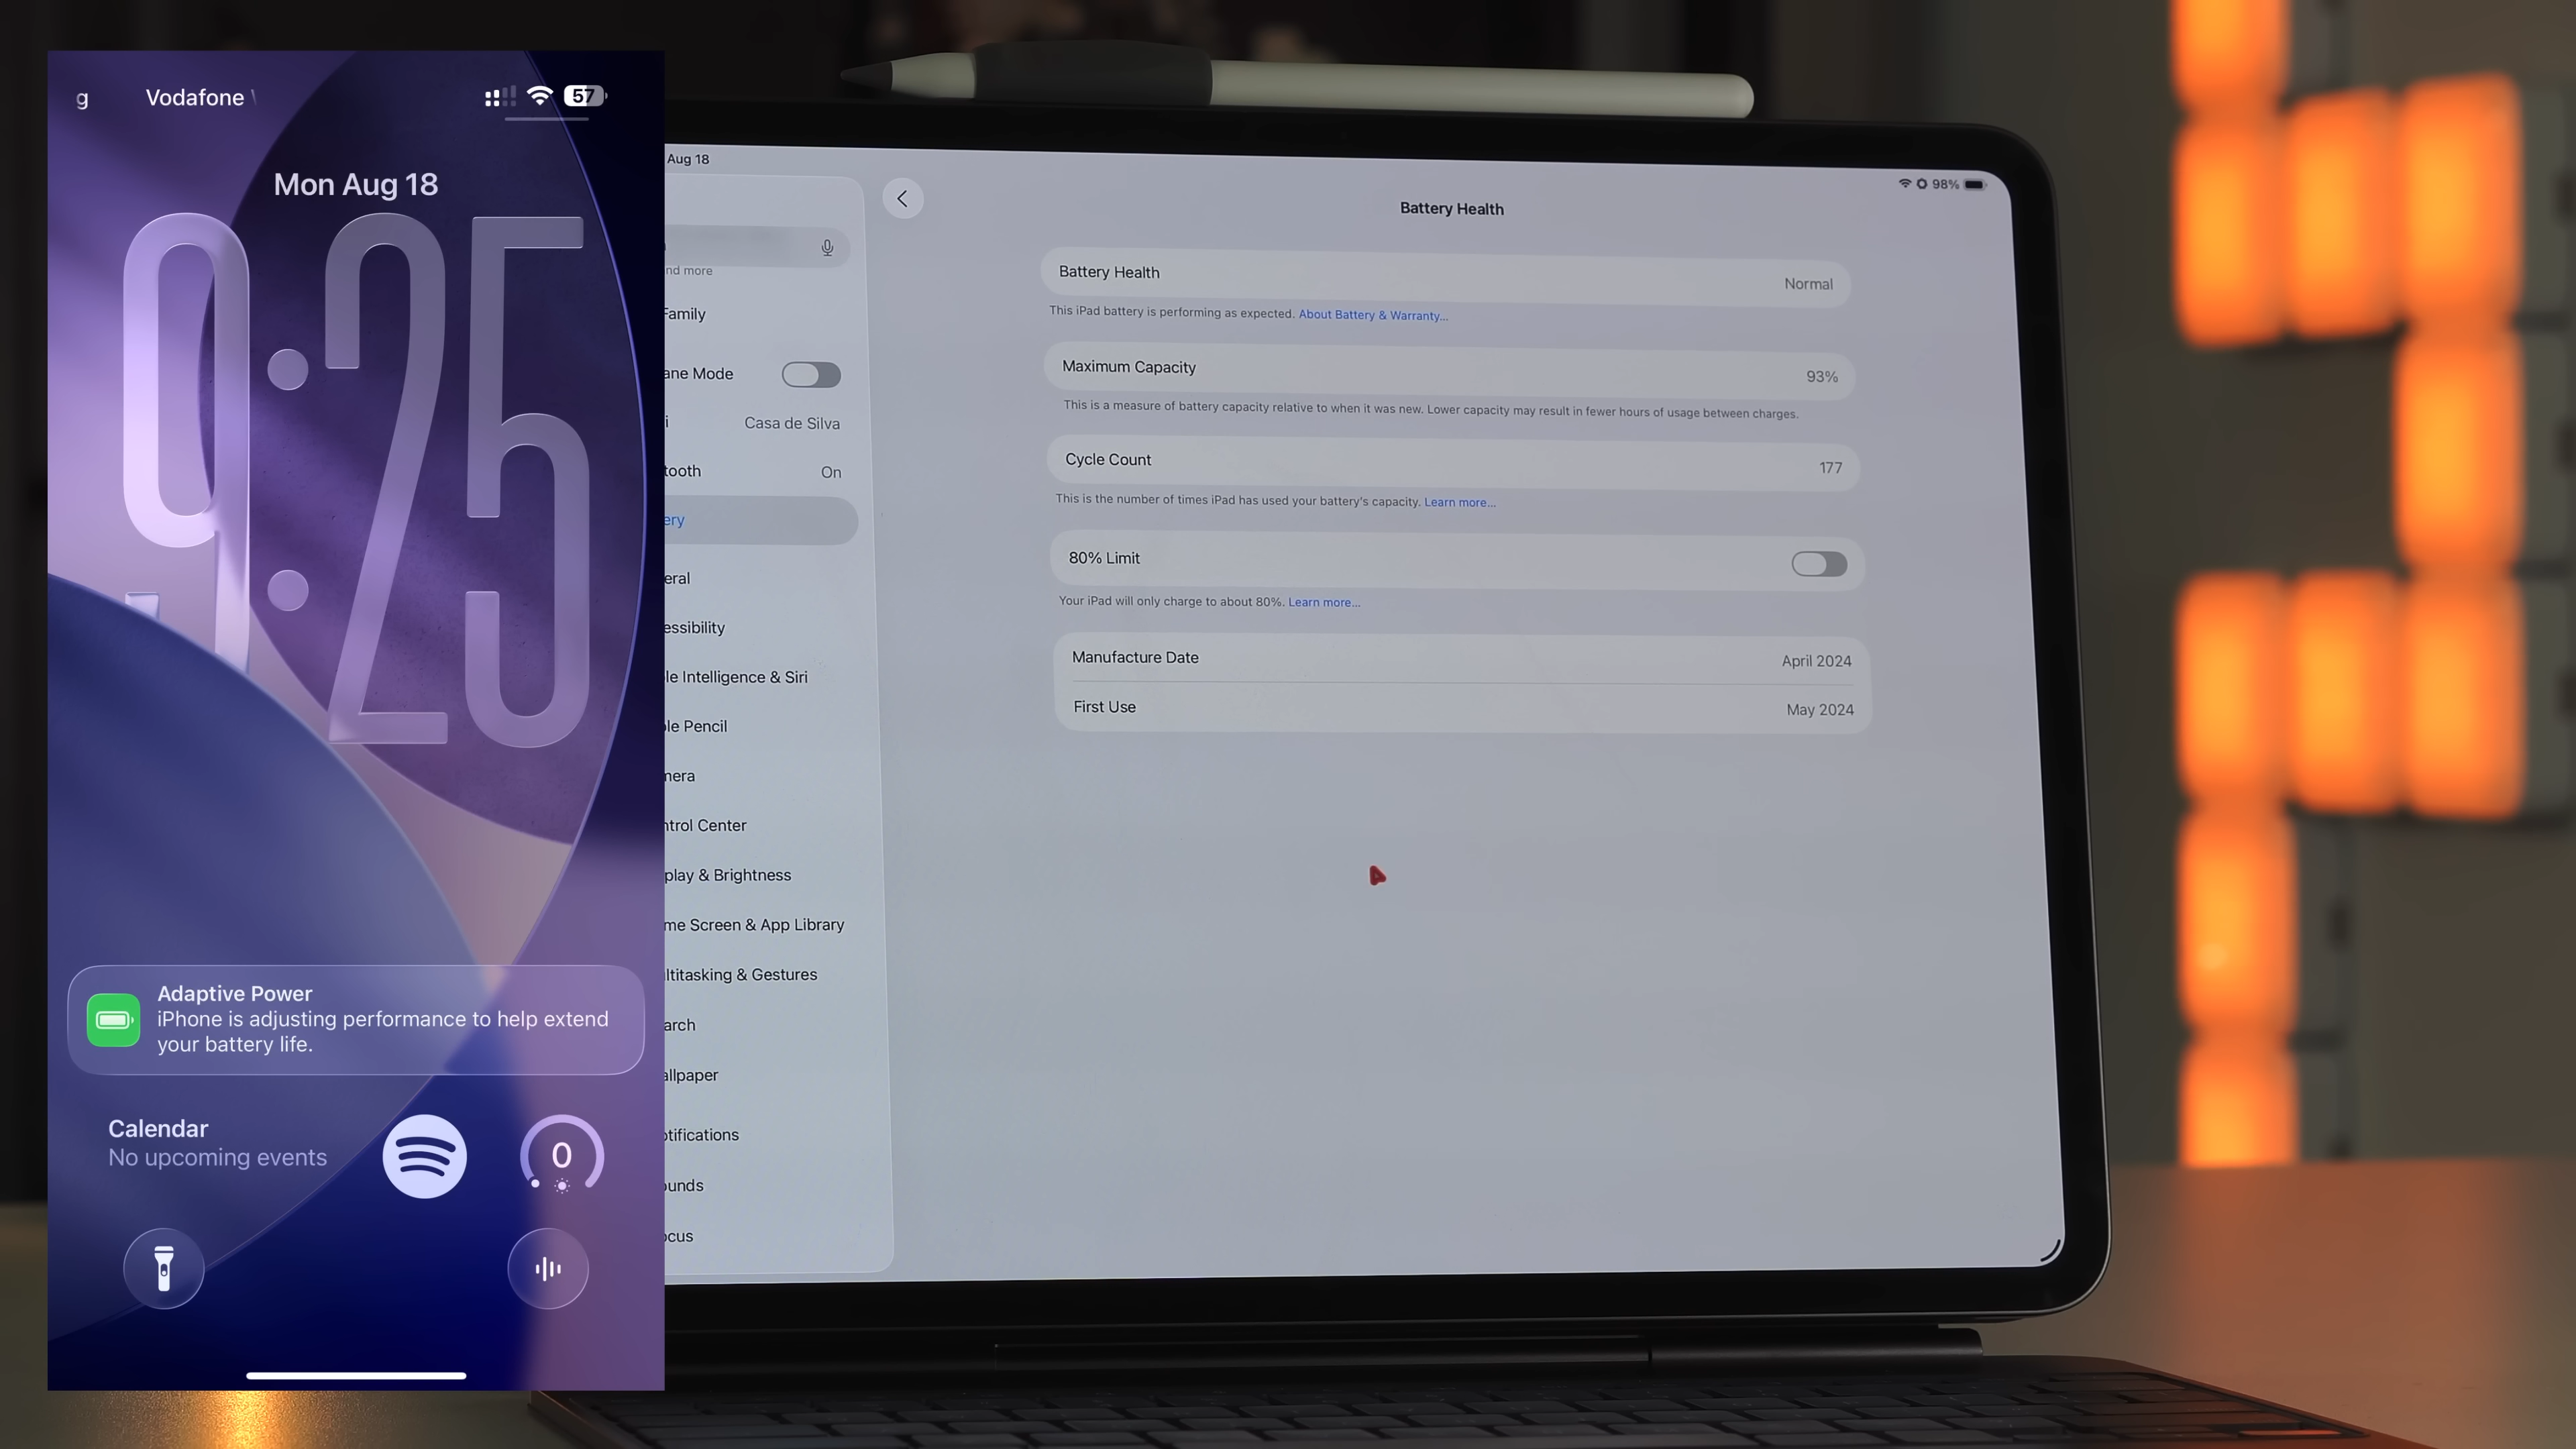 g Vodafone
57
Mon Aug 18
9:25
Adaptive Power
iPhone is adjusting performance to help extend
your battery life.
Calendar
No upcoming events
0
Aug 18
98%
nd more
Family
ane Mode
i Casa de Silva
tooth On
ery
eral
essibility
le Intelligence & Siri
le Pencil
nera
ntrol Center
play & Brightness
me Screen & App Library
ltitasking & Gestures
arch
allpaper
otifications
ounds
ocus
Battery Health
Battery Health Normal
This iPad battery is performing as expected. About Battery & Warranty...
Maximum Capacity 93%
This is a measure of battery capacity relative to when it was new. Lower capacity may result in fewer hours of usage between charges.
Cycle Count 177
This is the number of times iPad has used your battery's capacity. Learn more...
80% Limit
Your iPad will only charge to about 80%. Learn more...
Manufacture Date April 2024
First Use May 2024